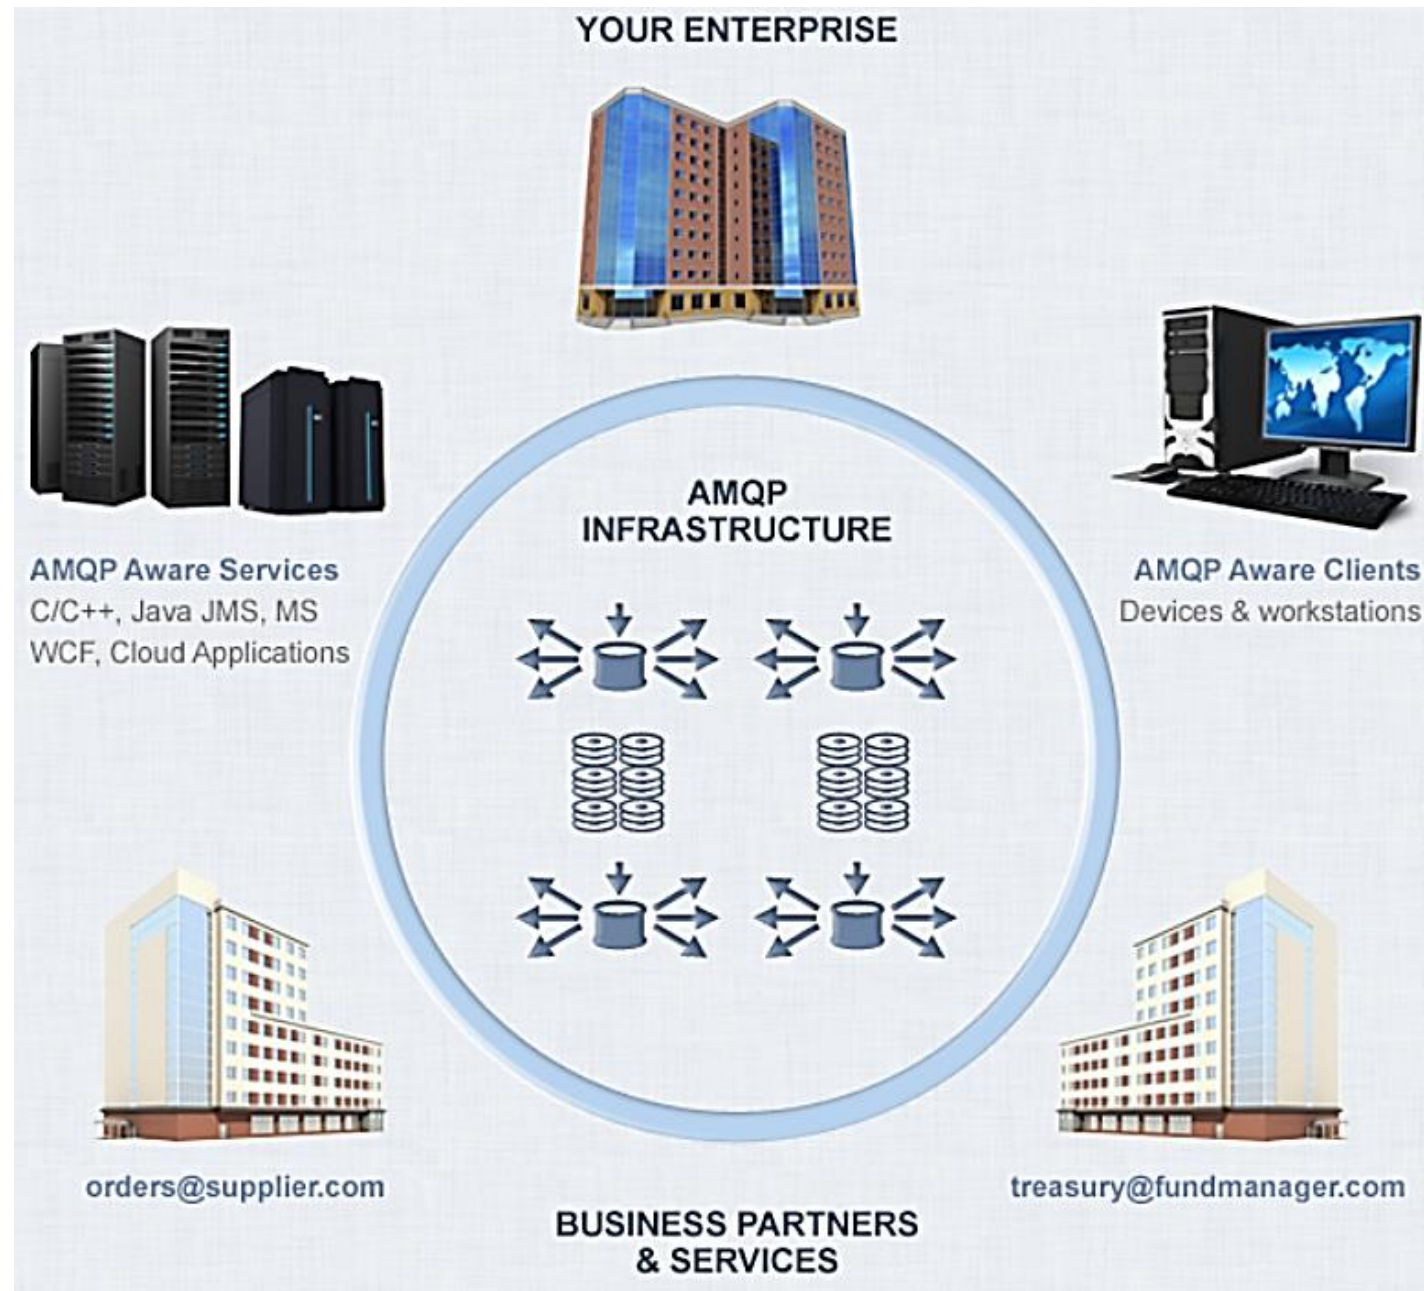 YOUR ENTERPRISE
AMQP
INFRASTRUCTURE
AMQP Aware Services
C/C++, Java JMS, MS
WCF, Cloud Applications
AMQP Aware Clients
Devices & workstations
orders@supplier.com
treasury@fundmanager.com
BUSINESS PARTNERS
& SERVICES